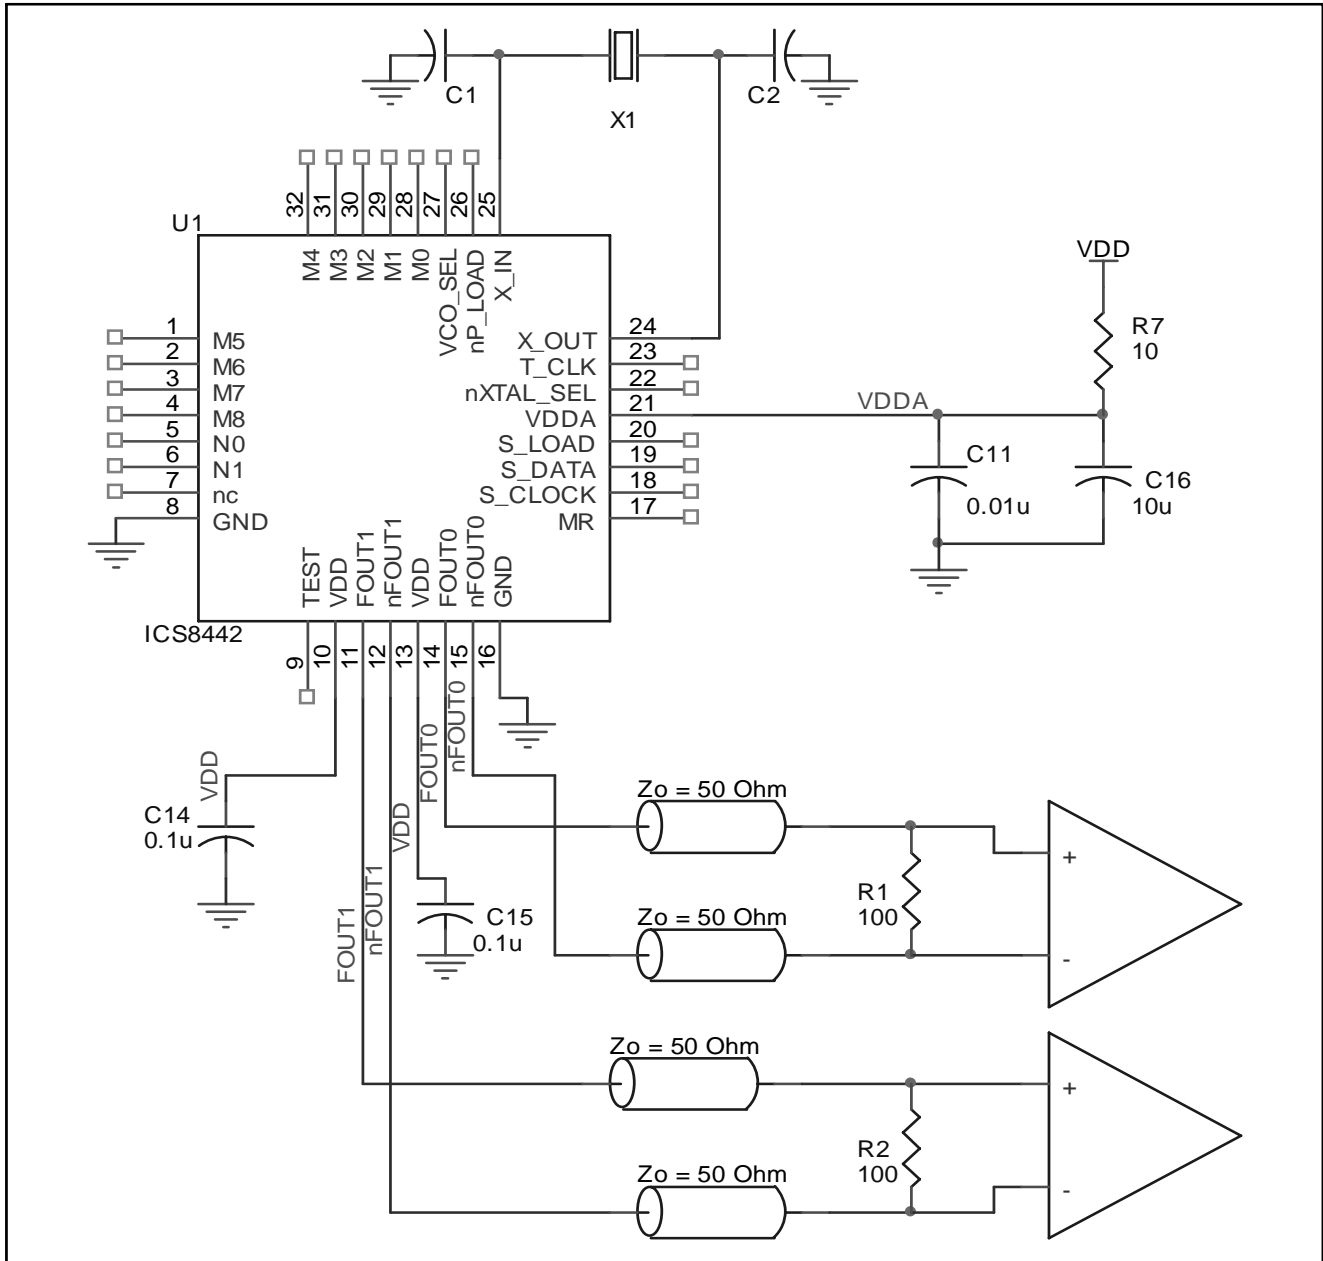 C1
X1
C2
U1
32
31
30
29
28
27
26
25
M4
M3
M2
M1
M0
VCO_SEL
nP_LOAD
X_IN
1 M5
2 M6
3 M7
4 M8
5 N0
6 N1
7 nc
8 GND
X_OUT 24
T_CLK 23
nXTAL_SEL 22
VDDA 21
S_LOAD 20
S_DATA 19
S_CLOCK 18
MR 17
VDDA
VDD
R7
10
C11
0.01u
C16
10u
TEST
VDD
FOUT1
nFOUT1
VDD
FOUT0
nFOUT0
GND
ICS8442
9
10
11
12
13
14
15
16
VDD
C14
0.1u
FOUT1
nFOUT1
VDD
FOUT0
nFOUT0
C15
0.1u
Zo = 50 Ohm
Zo = 50 Ohm
R1
100
+
-
Zo = 50 Ohm
Zo = 50 Ohm
R2
100
+
-